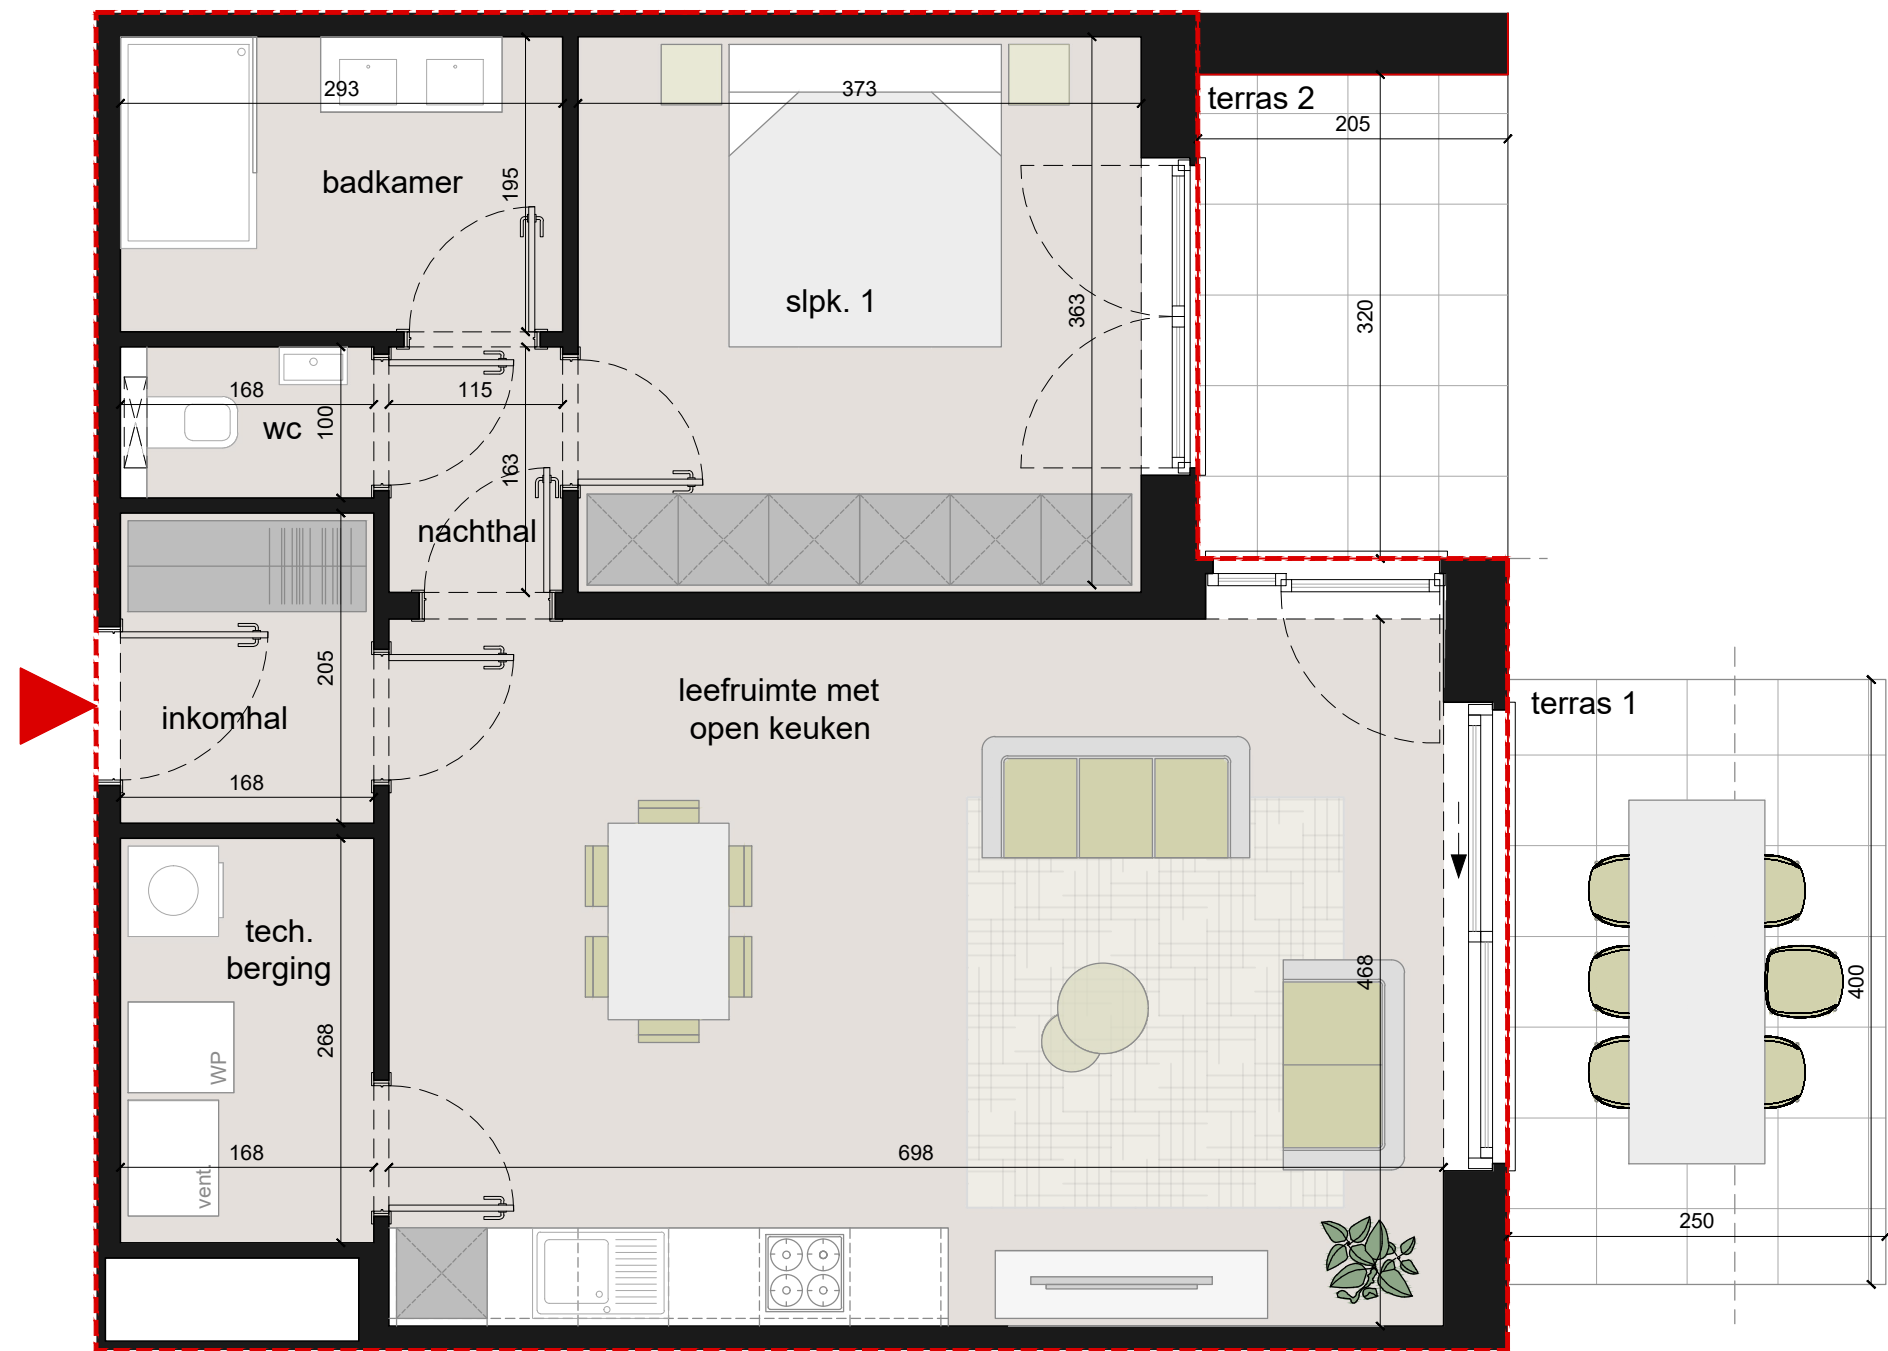 terras 2
293
373
205
badkamer
195
slpk. 1
363
320
168
115
wc
100
163
nachthal
205
leefruimte met
open keuken
inkomhal
terras 1
168
tech.
berging
468
400
268
WP
168
698
vent.
250